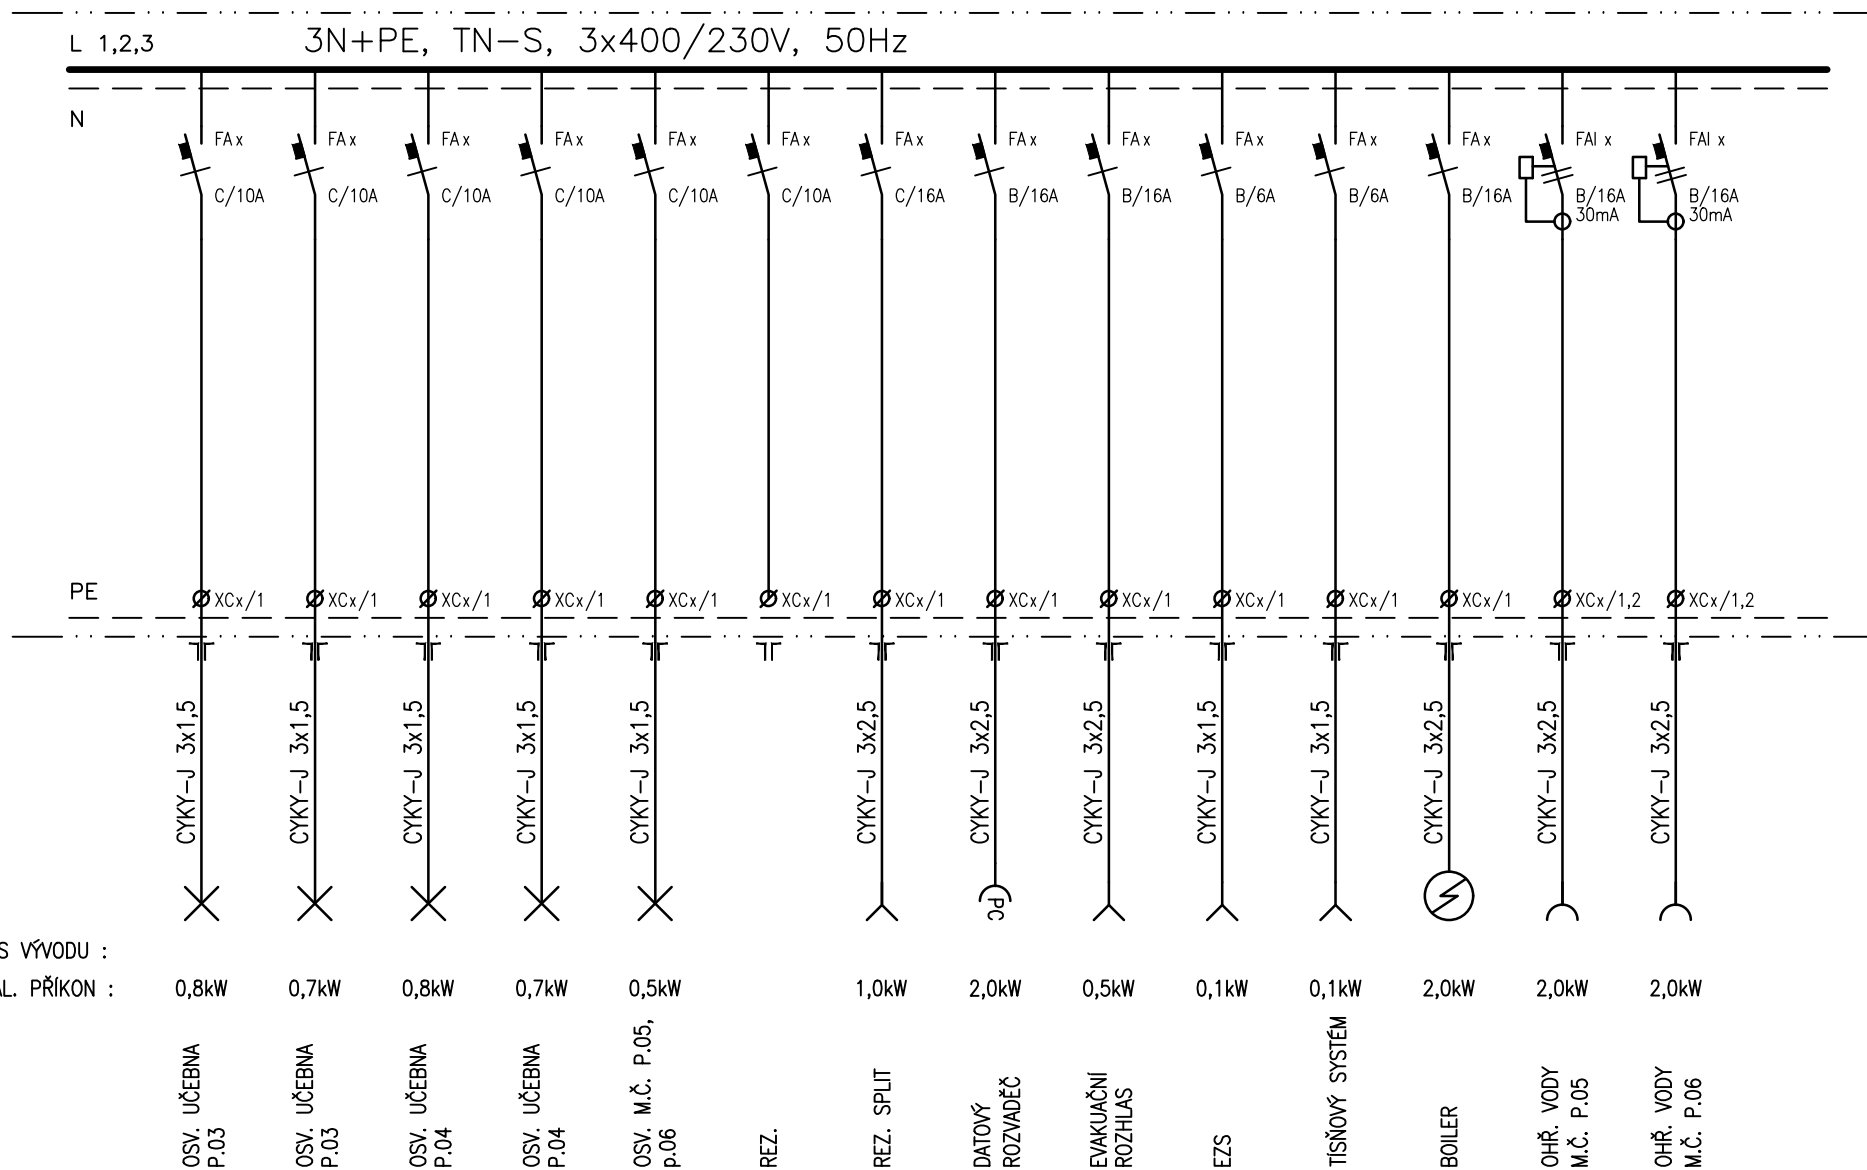 L 1,2,3
3N+PE, TN-S, 3x400/230V, 50Hz
N
FAx FAx FAx FAx FAx FAx FAx FAx FAx FAx FAx FAx FAI x FAI x
C/10A C/10A C/10A C/10A C/10A C/10A C/16A B/16A B/16A B/6A B/6A B/16A B/16A B/16A
30mA 30mA
PE
XCx/1 XCx/1 XCx/1 XCx/1 XCx/1 XCx/1 XCx/1 XCx/1 XCx/1 XCx/1 XCx/1 XCx/1 XCx/1,2 XCx/1,2
CYKY-J 3x1,5
CYKY-J 3x1,5
CYKY-J 3x1,5
CYKY-J 3x1,5
CYKY-J 3x1,5
CYKY-J 3x2,5
CYKY-J 3x2,5
CYKY-J 3x2,5
CYKY-J 3x1,5
CYKY-J 3x1,5
CYKY-J 3x2,5
CYKY-J 3x2,5
CYKY-J 3x2,5
PC
S VÝVODU :
L. PŘÍKON : 0,8kW 0,7kW 0,8kW 0,7kW 0,5kW 1,0kW 2,0kW 0,5kW 0,1kW 0,1kW 2,0kW 2,0kW 2,0kW
OSV. UČEBNA
P.03
OSV. UČEBNA
P.03
OSV. UČEBNA
P.04
OSV. UČEBNA
P.04
OSV. M.Č. P.05,
p.06
REZ.
REZ. SPLIT
DATOVÝ
ROZVADĚČ
EVAKUAČNÍ
ROZHLAS
EZS
TÍSŇOVÝ SYSTÉM
BOILER
OHŘ. VODY
M.Č. P.05
OHŘ. VODY
M.Č. P.06